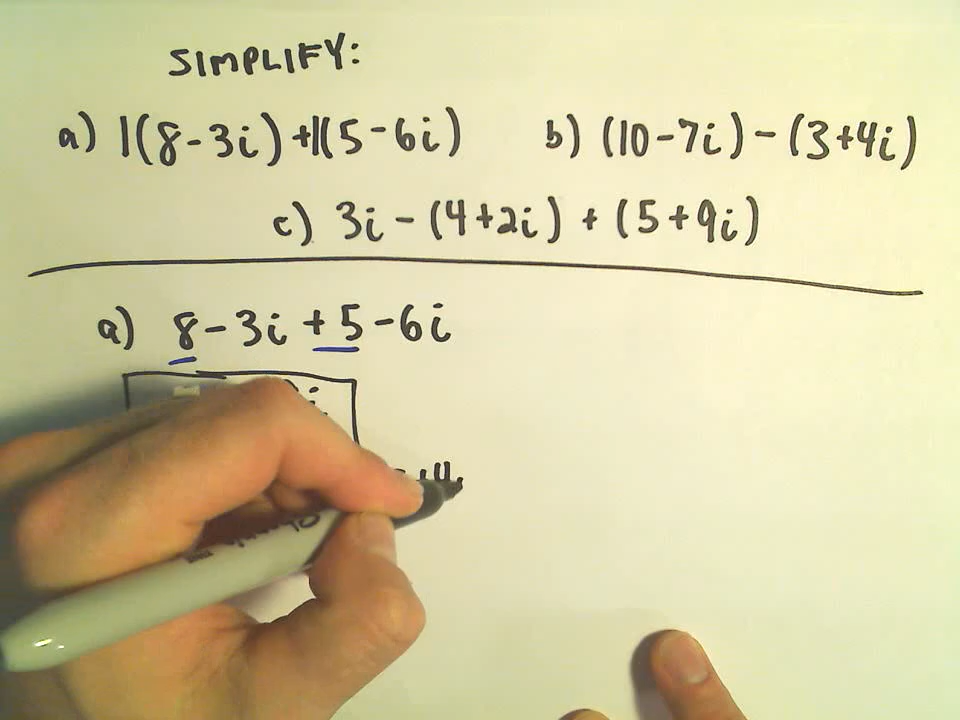 SIMPLIFY:
a) 1(8-3i)+1(5-6i) b) (10-7i)-(3+4i)
c) 3i-(4+2i)+(5+9i)
a) 8-3i+5-6i